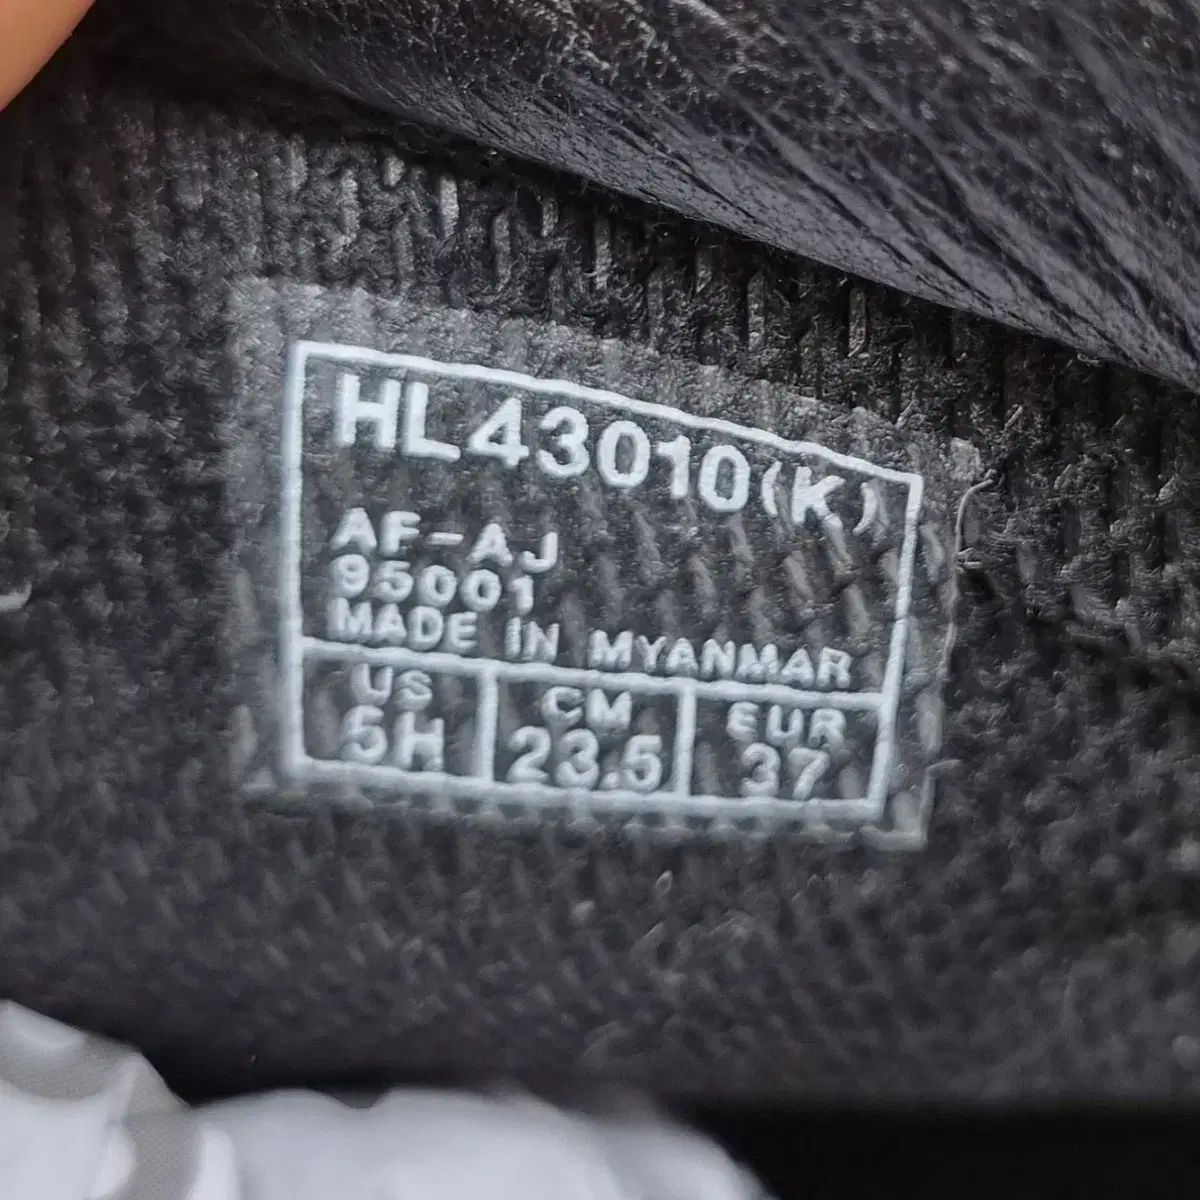 HL43010(K)
AF-AJ
95001
MADE IN MYANMAR
US CM EUR
5H 23.5 37